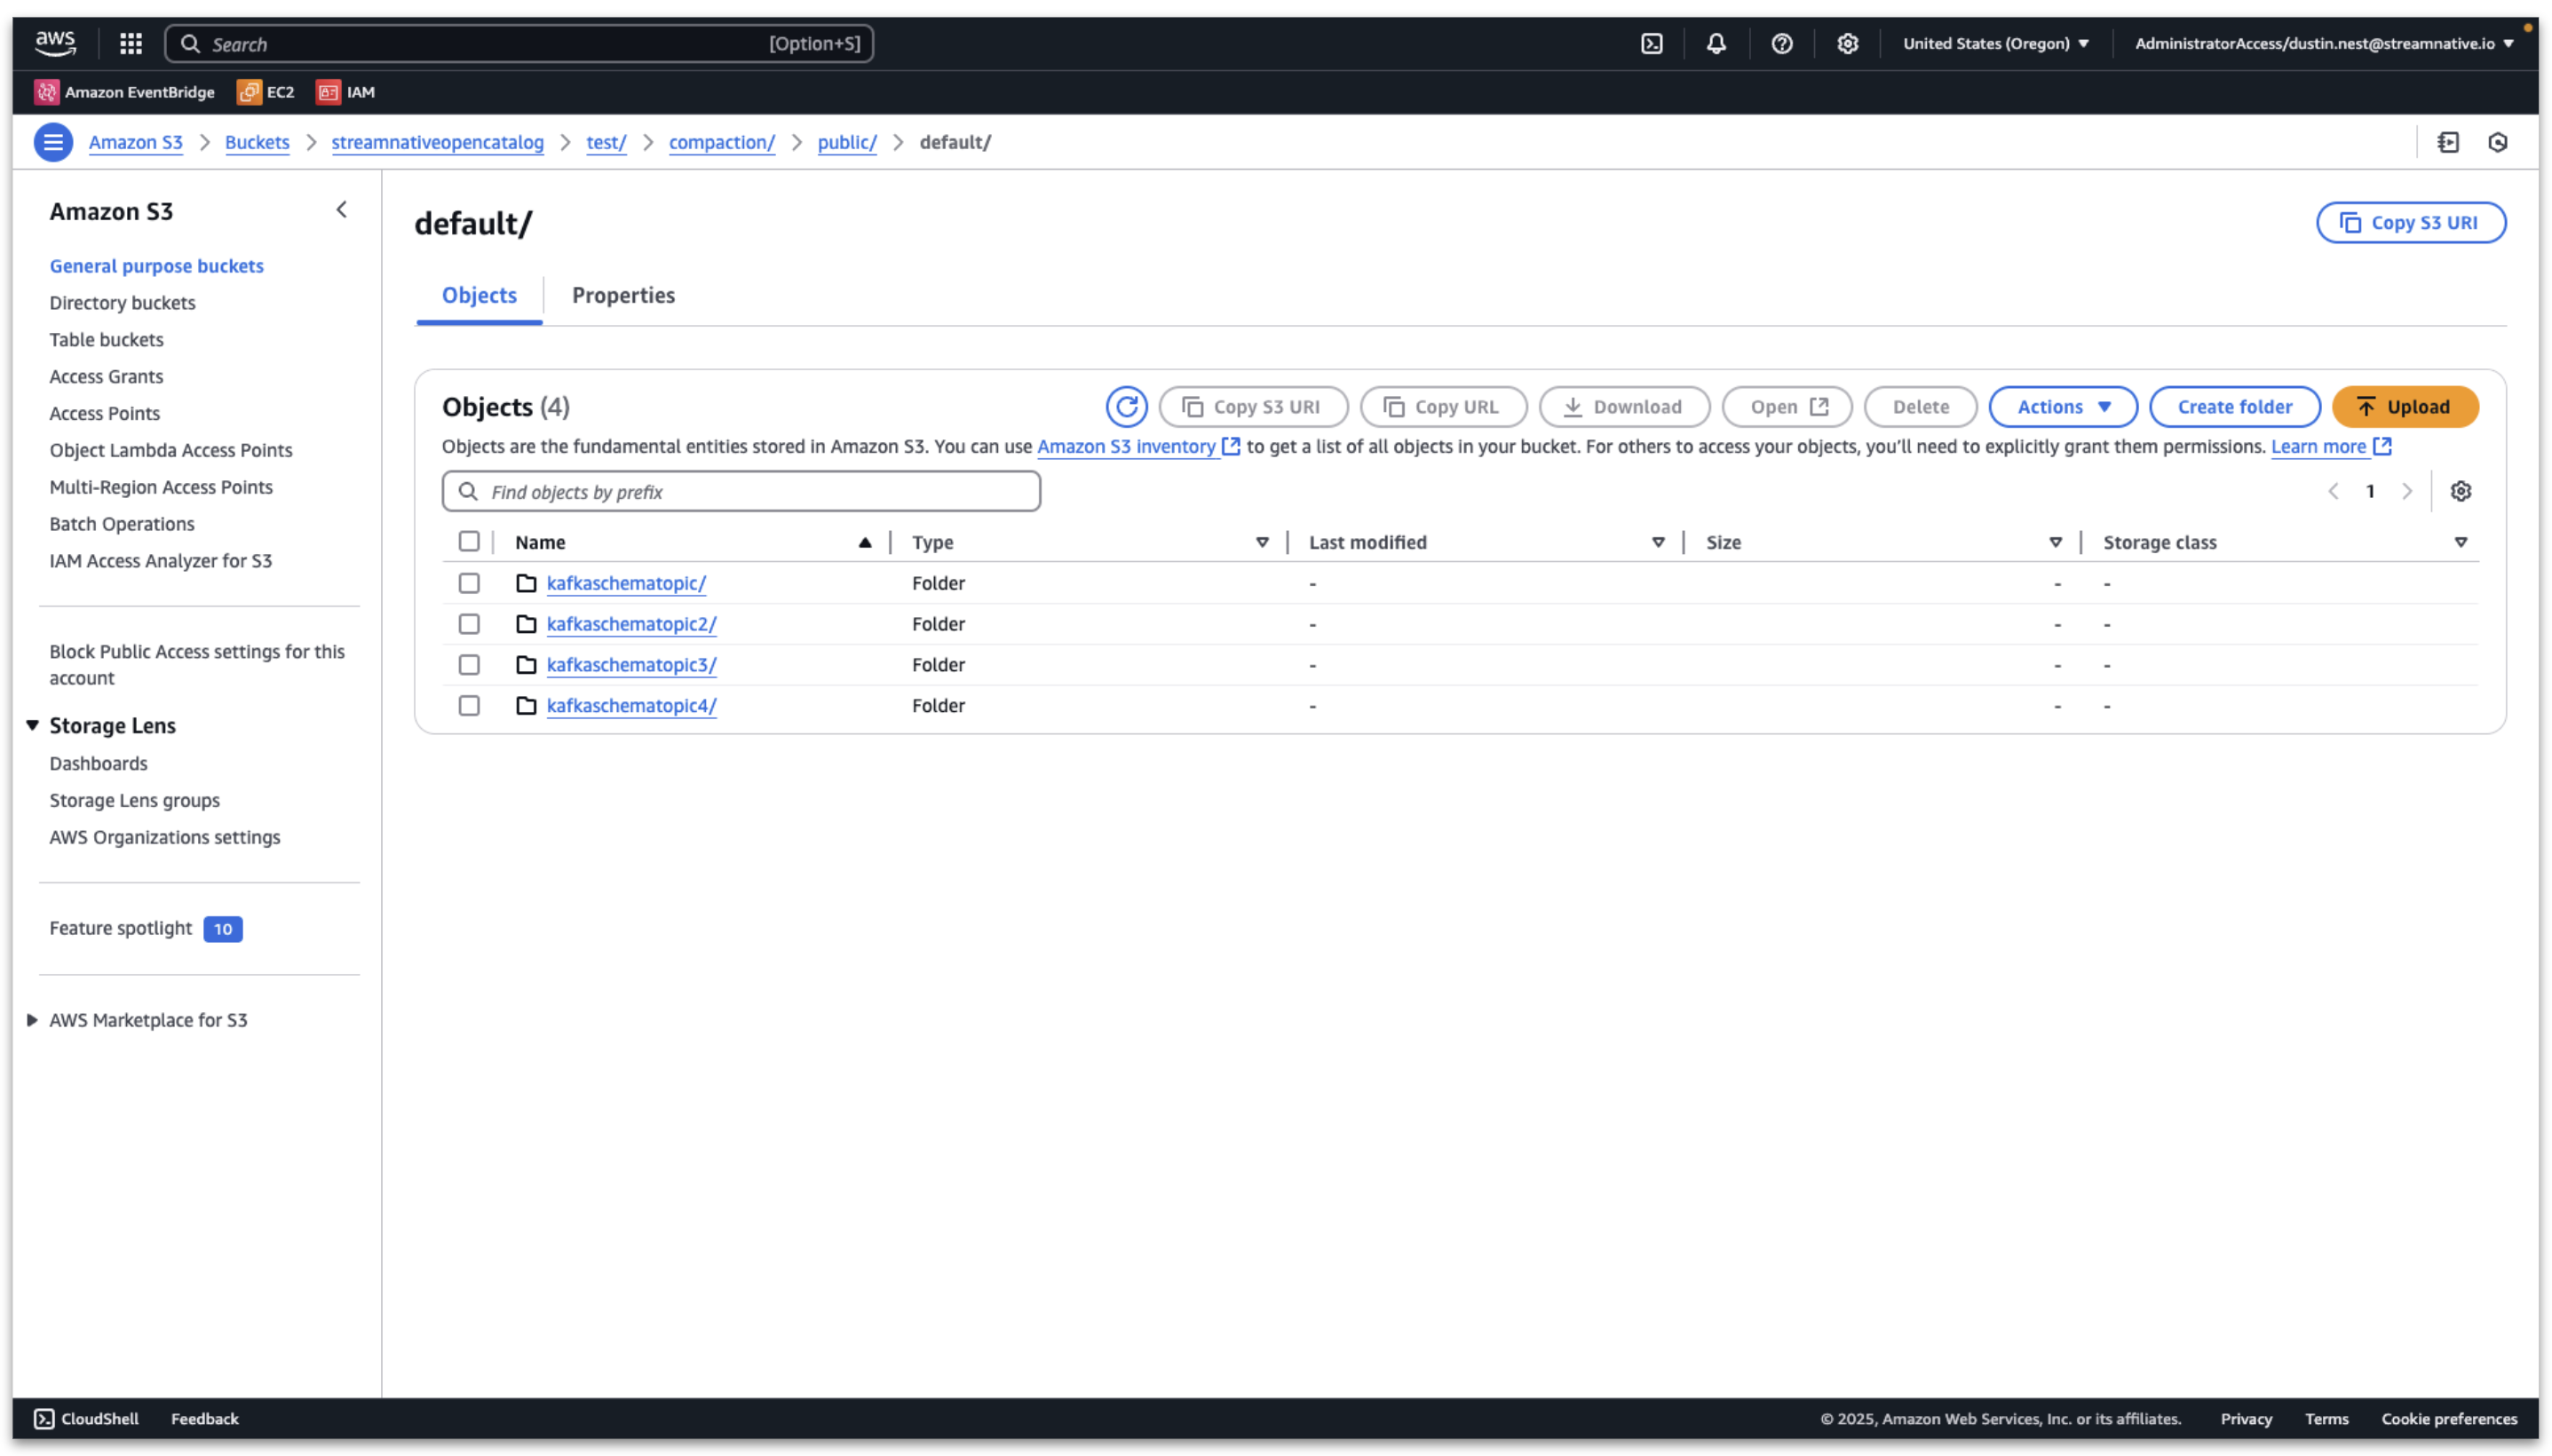 aws Search [Option+S] United States (Oregon) AdministratorAccess/dustin.nest@streamnative.io
Amazon EventBridge EC2 IAM
Amazon S3 Buckets streamnativeopencatalog test/ compaction/ public/ default/
Amazon S3
General purpose buckets
Directory buckets
Table buckets
Access Grants
Access Points
Object Lambda Access Points
Multi-Region Access Points
Batch Operations
IAM Access Analyzer for S3
Block Public Access settings for this
account
Storage Lens
Dashboards
Storage Lens groups
AWS Organizations settings
Feature spotlight 10
AWS Marketplace for S3
default/ Copy S3 URI
Objects Properties
Objects (4) Copy S3 URI Copy URL Download Open Delete Actions Create folder Upload
Objects are the fundamental entities stored in Amazon S3. You can use Amazon S3 inventory to get a list of all objects in your bucket. For others to access your objects, you'll need to explicitly grant them permissions. Learn more
Find objects by prefix 1
Name Type Last modified Size Storage class
kafkaschematopic/ Folder - - -
kafkaschematopic2/ Folder - - -
kafkaschematopic3/ Folder - - -
kafkaschematopic4/ Folder - - -
CloudShell Feedback © 2025, Amazon Web Services, Inc. or its affiliates. Privacy Terms Cookie preferences